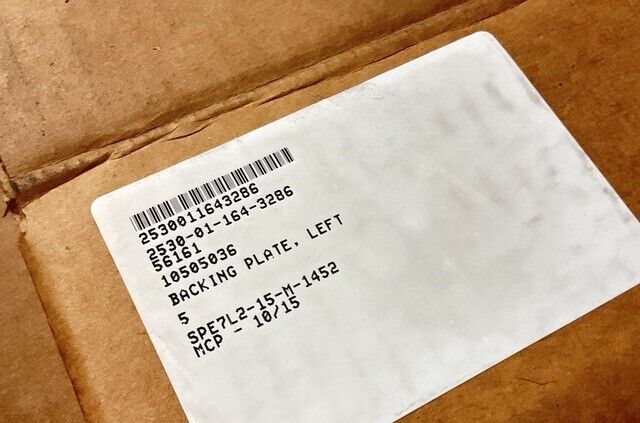 2530011643286
2530-01-164-3286
56161
10505036
BACKING PLATE, LEFT
5
SPE7L2-15-M-1452
MCP - 10/15